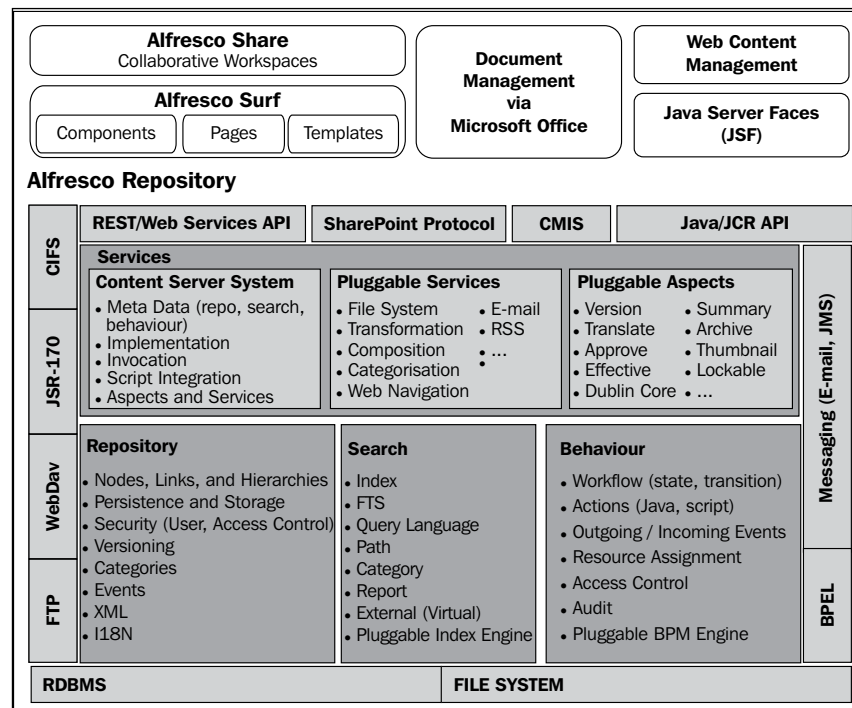 Alfresco Share
Collaborative Workspaces
Alfresco Surf
Components
Pages
Templates
Document
Management
via
Microsoft Office
Web Content
Management
Java Server Faces
(JSF)
Alfresco Repository
CIFS
JSR-170
WebDav
FTP
REST/Web Services API
SharePoint Protocol
CMIS
Java/JCR API
Services
Content Server System
• Meta Data (repo, search,
behaviour)
• Implementation
• Invocation
• Script Integration
• Aspects and Services
Pluggable Services
• File System
• Transformation
• Composition
• Categorisation
• Web Navigation
• E-mail
• RSS
• ...
•
Pluggable Aspects
• Version
• Translate
• Approve
• Effective
• Dublin Core
• Summary
• Archive
• Thumbnail
• Lockable
• ...
Repository
• Nodes, Links, and Hierarchies
• Persistence and Storage
• Security (User, Access Control)
• Versioning
• Categories
• Events
• XML
• I18N
Search
• Index
• FTS
• Query Language
• Path
• Category
• Report
• External (Virtual)
• Pluggable Index Engine
Behaviour
• Workflow (state, transition)
• Actions (Java, script)
• Outgoing / Incoming Events
• Resource Assignment
• Access Control
• Audit
• Pluggable BPM Engine
Messaging (E-mail, JMS)
BPEL
RDBMS
FILE SYSTEM